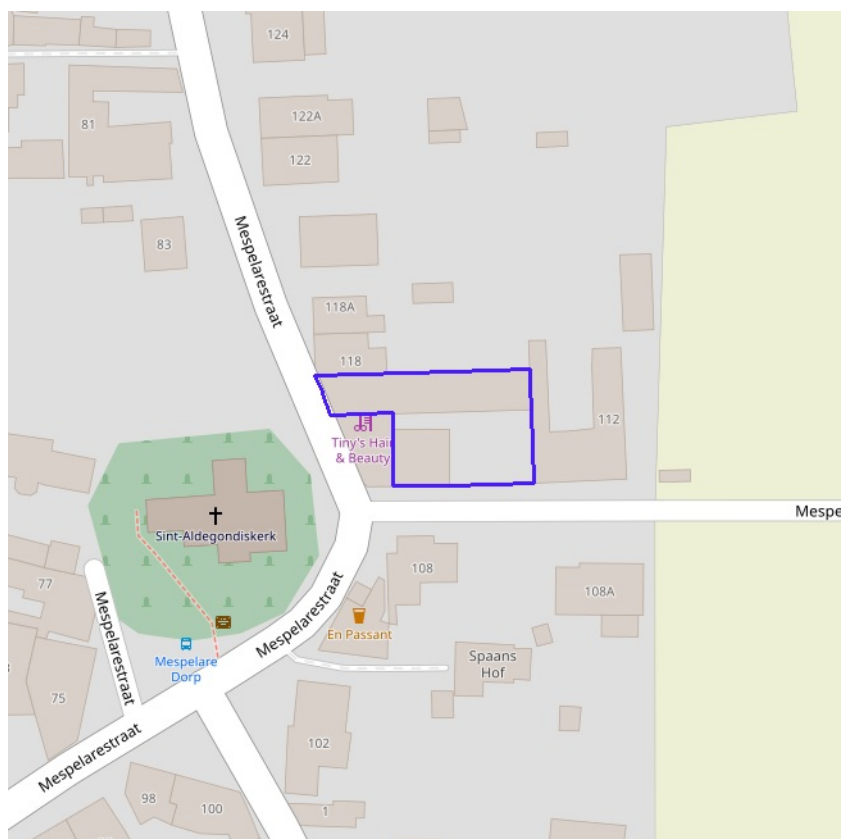 124
122A
122
81
83
Mespelarestraat
118A
118
112
Tiny's Hair
& Beauty
Mespe
Sint-Aldegondiskerk
108
108A
77
Mespelarestraat
Mespelarestraat
En Passant
Mespelare
Dorp
Spaans
Hof
75
Mespelarestraat
102
98
100
1